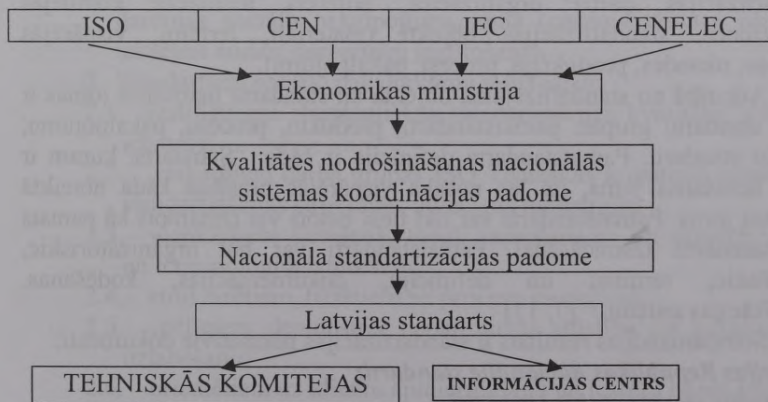 ISO CEN IEC CENELEC
Ekonomikas ministrija
Kvalitātes nodrošināšanas nacionālās
sistēmas koordinācijas padome
Nacionālā standartizācijas padome
Latvijas standarts
TEHNISKĀS KOMITEJAS INFORMĀCIJAS CENTRS